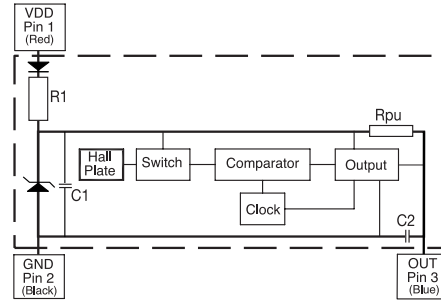 VDD
Pin 1
(Red)
R1
Rpu
Hall
Plate
Switch
Comparator
Output
C1
Clock
C2
GND
Pin 2
(Black)
OUT
Pin 3
(Blue)